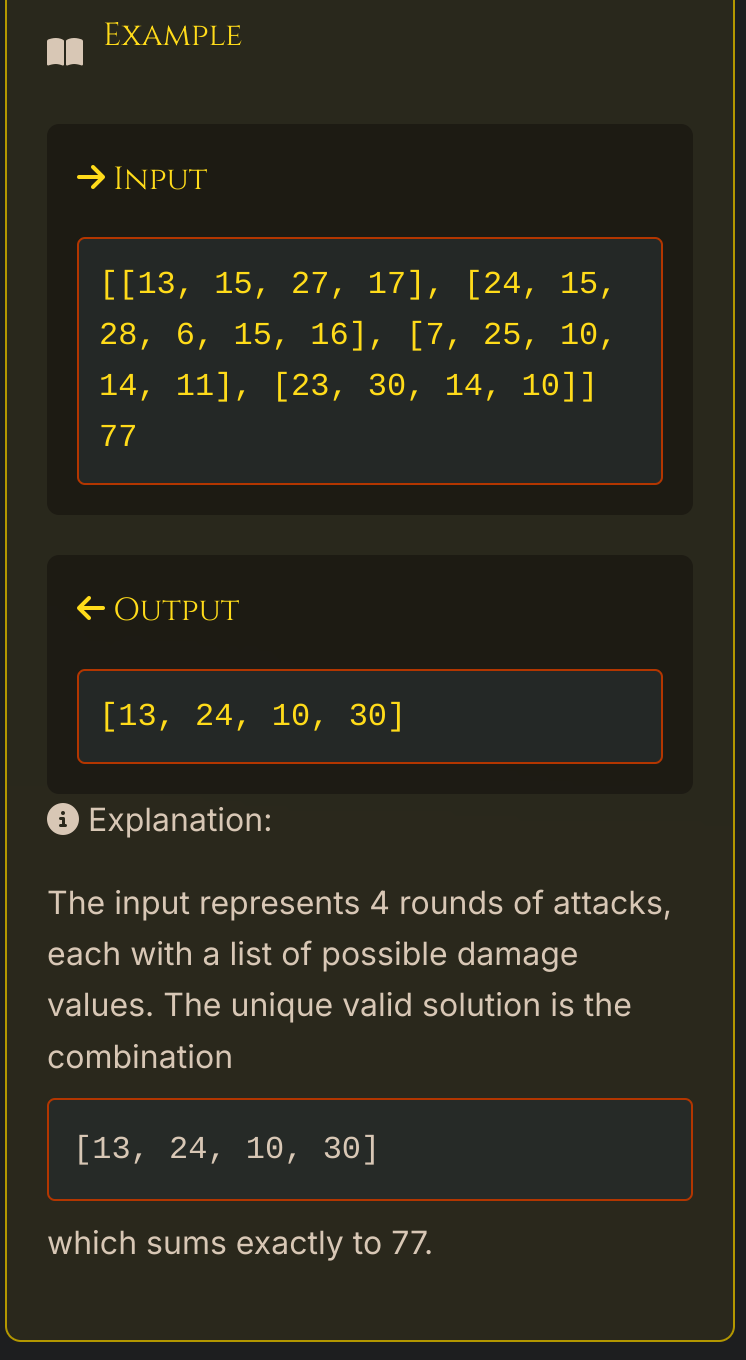 Example
Input
[[13, 15, 27, 17], [24, 15,
28, 6, 15, 16], [7, 25, 10,
14, 11], [23, 30, 14, 10]]
77
Output
[13, 24, 10, 30]
Explanation:
The input represents 4 rounds of attacks,
each with a list of possible damage
values. The unique valid solution is the
combination
[13, 24, 10, 30]
which sums exactly to 77.